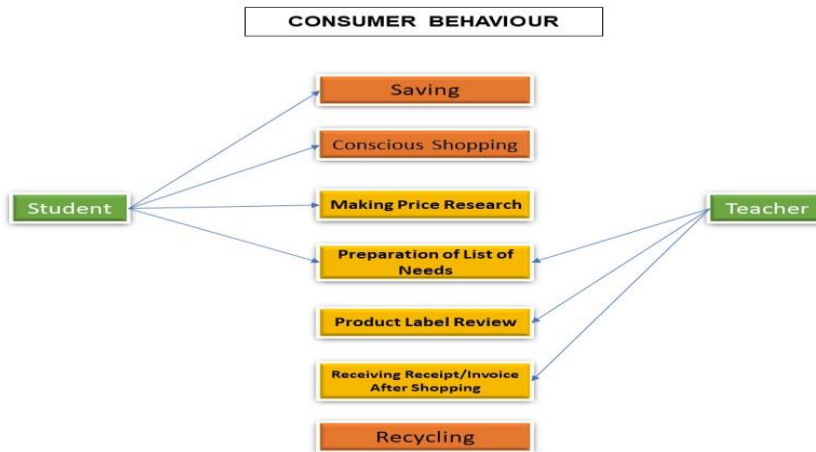 CONSUMER BEHAVIOUR
Saving
Conscious Shopping
Student
Making Price Research
Teacher
Preparation of List of
Needs
Product Label Review
Receiving Receipt/Invoice
After Shopping
Recycling